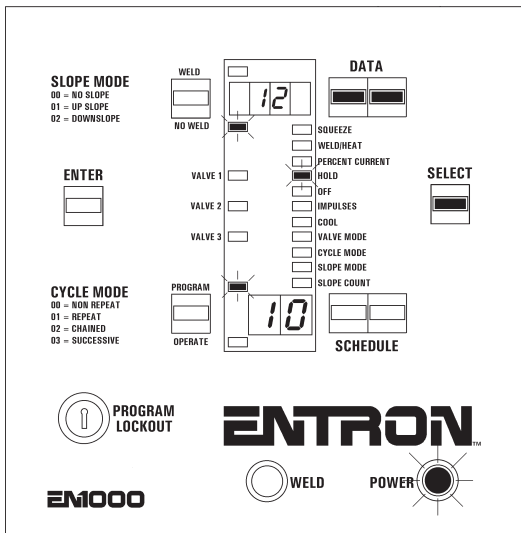 SLOPE MODE
00 = NO SLOPE
01 = UP SLOPE
02 = DOWNSLOPE
WELD
NO WELD
12
DATA
SQUEEZE
WELD/HEAT
PERCENT CURRENT
HOLD
OFF
IMPULSES
COOL
VALVE MODE
CYCLE MODE
SLOPE MODE
SLOPE COUNT
ENTER
VALVE 1
VALVE 2
VALVE 3
SELECT
CYCLE MODE
00 = NON REPEAT
01 = REPEAT
02 = CHAINED
03 = SUCCESSIVE
PROGRAM
OPERATE
10
SCHEDULE
PROGRAM
LOCKOUT
ENTRON™
WELD
POWER
EM1000